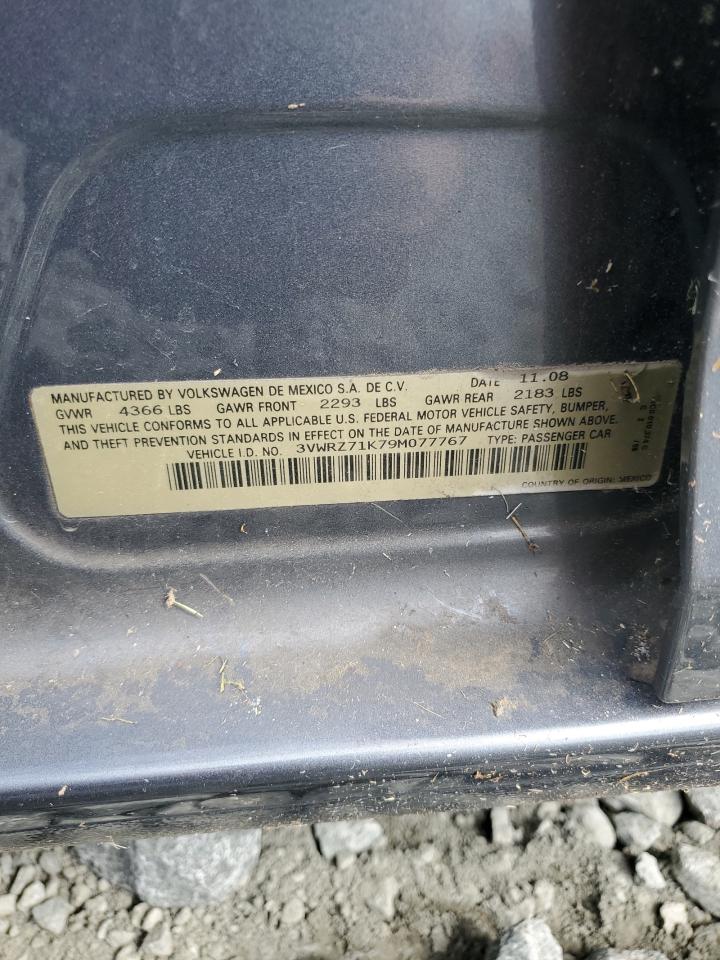 MANUFACTURED BY VOLKSWAGEN DE MEXICO S.A. DE C.V. DATE 11.08
GVWR 4366 LBS GAWR FRONT 2293 LBS GAWR REAR 2183 LBS
THIS VEHICLE CONFORMS TO ALL APPLICABLE U.S. FEDERAL MOTOR VEHICLE SAFETY, BUMPER,
AND THEFT PREVENTION STANDARDS IN EFFECT ON THE DATE OF MANUFACTURE SHOWN ABOVE.
VEHICLE I.D. NO. 3VWRZ71K79M077767 TYPE: PASSENGER CAR
COUNTRY OF ORIGIN: MEXICO